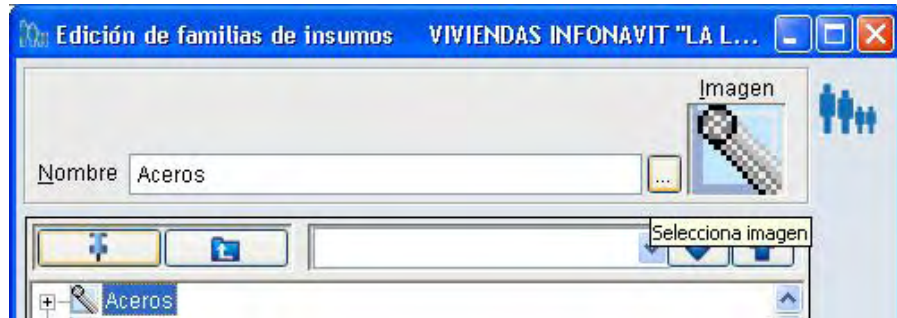 Edición de familias de insumos VIVIENDAS INFONAVIT "LA L...
Imagen
Nombre Aceros ...
Selecciona imagen
Aceros